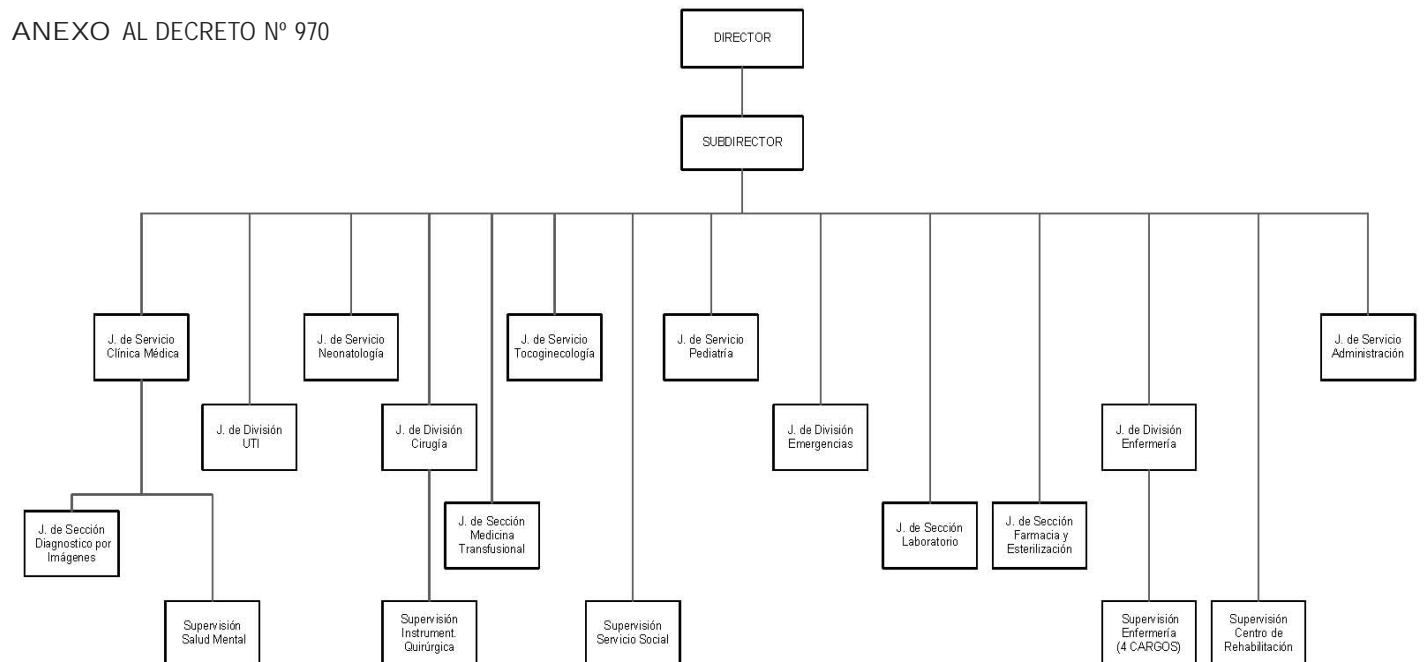 ANEXO AL DECRETO Nº 970
DIRECTOR
SUBDIRECTOR
J. de Servicio
Clínica Médica
J. de Servicio
Neonatología
J. de Servicio
Tocoginecología
J. de Servicio
Pediatría
J. de Servicio
Administración
J. de División
UTI
J. de División
Cirugía
J. de División
Emergencias
J. de División
Enfermería
J. de Sección
Diagnostico por
Imágenes
J. de Sección
Medicina
Transfusional
J. de Sección
Laboratorio
J. de Sección
Farmacia y
Esterilización
Supervisión
Salud Mental
Supervisión
Instrument.
Quirúrgica
Supervisión
Servicio Social
Supervisión
Enfermería
(4 CARGOS)
Supervisión
Centro de
Rehabilitación